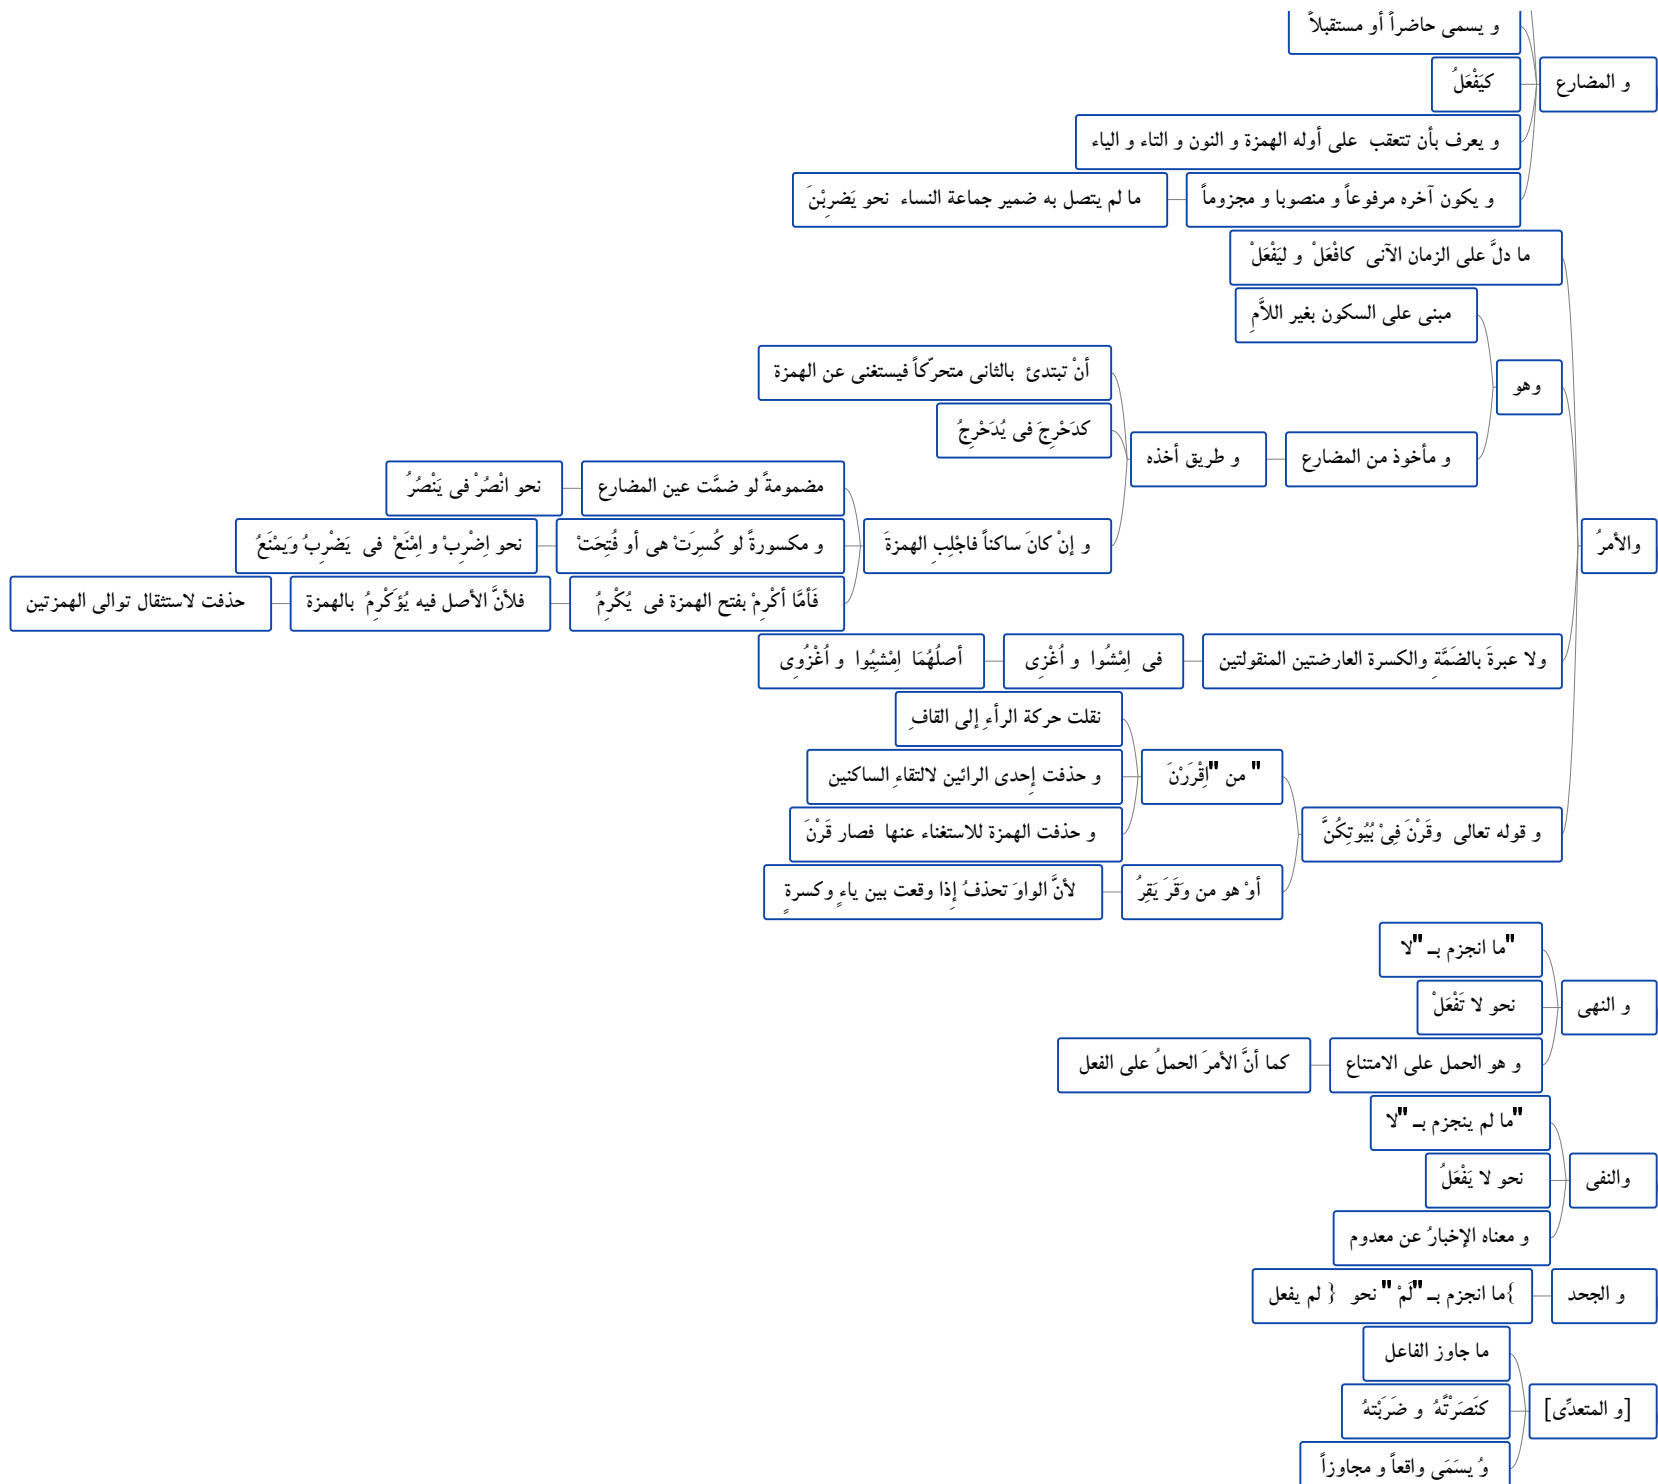 و يسمى حاضراً أو مستقبلاً
و المضارع
كيَفْعَلُ
و يعرف بأن تتعقب على أوله الهمزة و النون و التاء و الياء
و يكون آخره مرفوعاً و منصوبا و مجزوماً
ما لم يتصل به ضمير جماعة النساء نحو يَضرِبْنَ
والأمرُ
ما دلَّ على الزمان الآتى كافْعَلْ و ليَفْعَلْ
وهو
مبنى على السكون بغير اللاَّمِ
و مأخوذ من المضارع
و طريق أخذه
أنْ تبتدئ بالثانى متحرّكاً فيستغنى عن الهمزة
كدَحْرِجَ فى يُدَحْرِجُ
و إنْ كانَ ساكناً فاجْلِبِ الهمزةَ
مضمومةً لو ضمَّت عين المضارع
نحو انْصُرْ فى يَنْصُرُ
و مكسورةً لو كُسِرَتْ هى أو فُتِحَتْ
نحو اِضْرِبْ و اِمْنَعْ فى يَضْرِبُ وَيمْنَعُ
فَأمَّا أكْرِمْ بفتح الهمزة فى يُكْرِمُ
فلأنَّ الأصل فيه يُؤَكْرِمُ بالهمزة
حذفت لاستثقال توالى الهمزتين
ولا عبرةَ بالضَمَّةِ والكسرة العارضتين المنقولتين
فى اِمْشُوا و اُغْزِى
أصلُهُمَا اِمْشيُِوا و اُغْزُوِى
و قوله تعالى وقَرْنَ فِىْ بُيُوتِكُنَّ
" من "اِقْرَرْنَ
نقلت حركة الرأءِ إلى القافِ
و حذفت إِحدى الرائين لالتقاءِ الساكنين
و حذفت الهمزة للاستغناء عنها فصار قَرْنَ
أوْ هو من وَقَرَ يَقِرُ
لأنَّ الواوَ تحذفُ إِذا وقعت بين ياءٍ وكسرةٍ
و النهى
"ما انجزم بـ "لا
نحو لا تَفْعَلْ
و هو الحمل على الامتناع
كما أنَّ الأمرَ الحملُ على الفعل
والنفى
"ما لم ينجزم بـ "لا
نحو لا يَفْعَلُ
و معناه الإخبارُ عن معدوم
و الجحد
}ما انجزم بـ "لَمْ " نحو { لم يفعل
[و المتعدِّى]
ما جاوز الفاعل
كنَصَرْتُهُ و ضَرَبْتهُ
وُ يسَمَى واقعاً و مجاوزاً